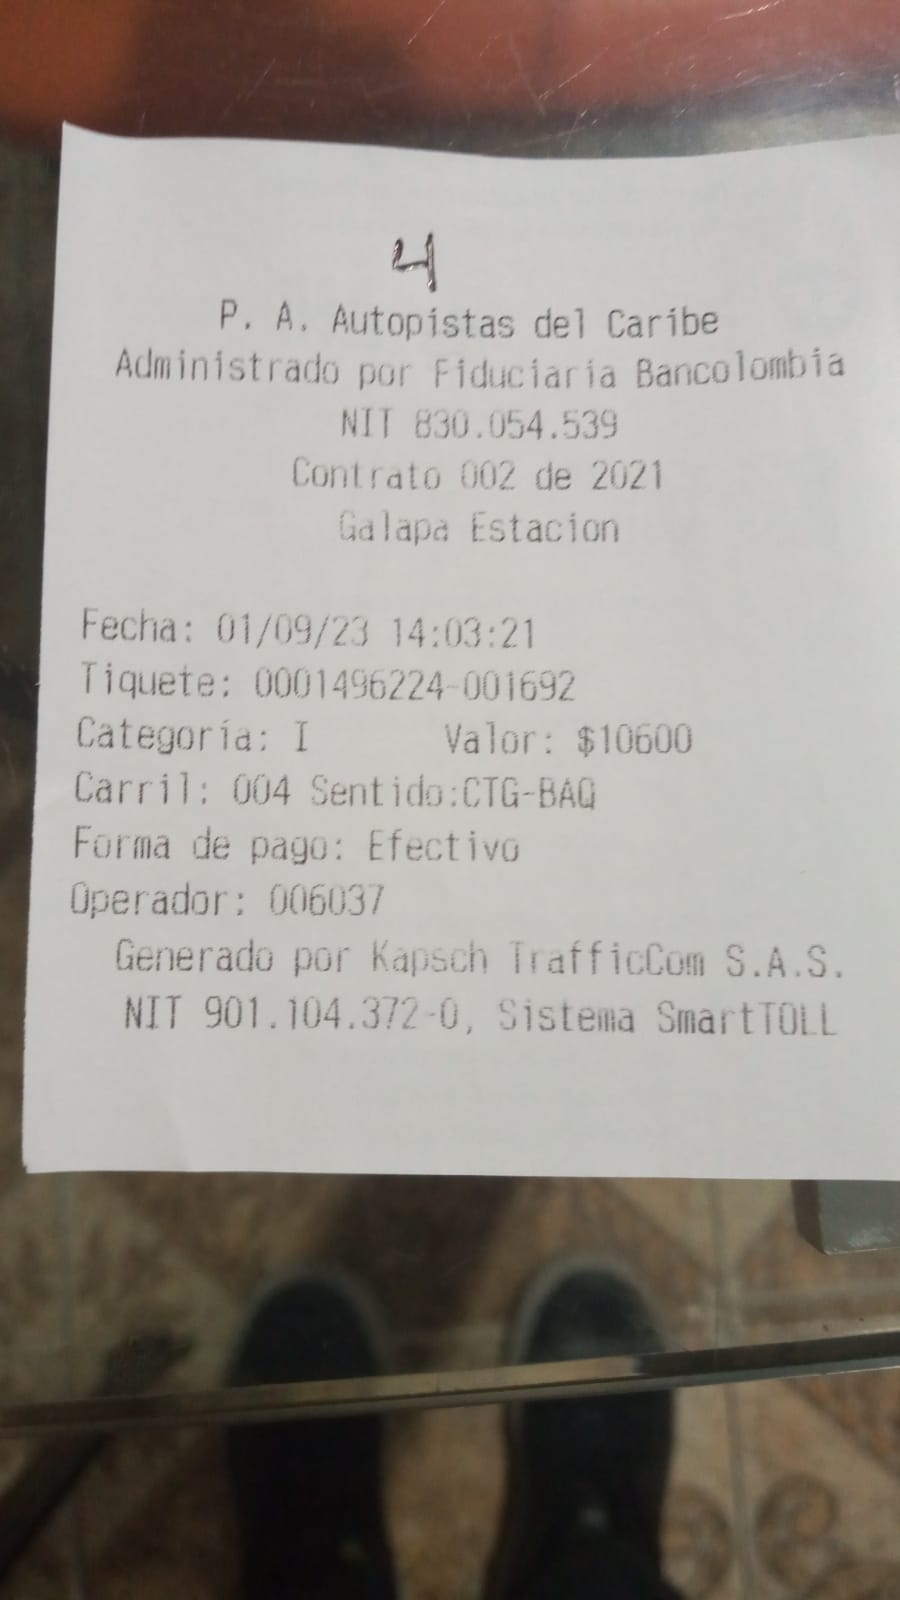 4
P. A. Autopistas del Caribe
Administrado por Fiduciaria Bancolombia
NIT 830.054.539
Contrato 002 de 2021
Galapa Estacion
Fecha: 01/09/23 14:03:21
Tiquete: 0001496224-001692
Categoría: I Valor: $10600
Carril: 004 Sentido:CTG-BAQ
Forma de pago: Efectivo
Operador: 006037
Generado por Kapsch TrafficCom S.A.S.
NIT 901.104.372-0, Sistema SmartTOLL